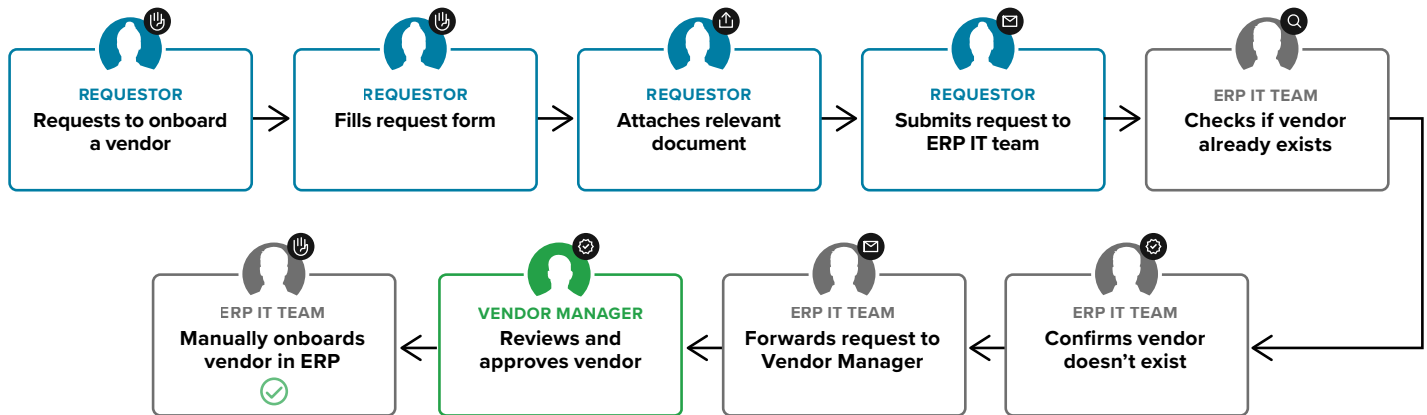 REQUESTOR
Requests to onboard
a vendor
REQUESTOR
Fills request form
REQUESTOR
Attaches relevant
document
REQUESTOR
Submits request to
ERP IT team
ERP IT TEAM
Checks if vendor
already exists
ERP IT TEAM
Confirms vendor
doesn’t exist
ERP IT TEAM
Forwards request to
Vendor Manager
VENDOR MANAGER
Reviews and
approves vendor
ERP IT TEAM
Manually onboards
vendor in ERP